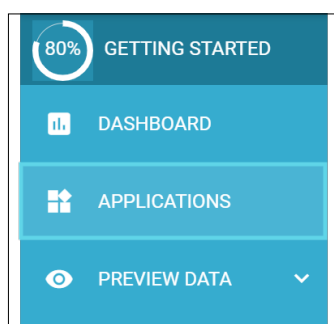 80% GETTING STARTED
DASHBOARD
APPLICATIONS
PREVIEW DATA